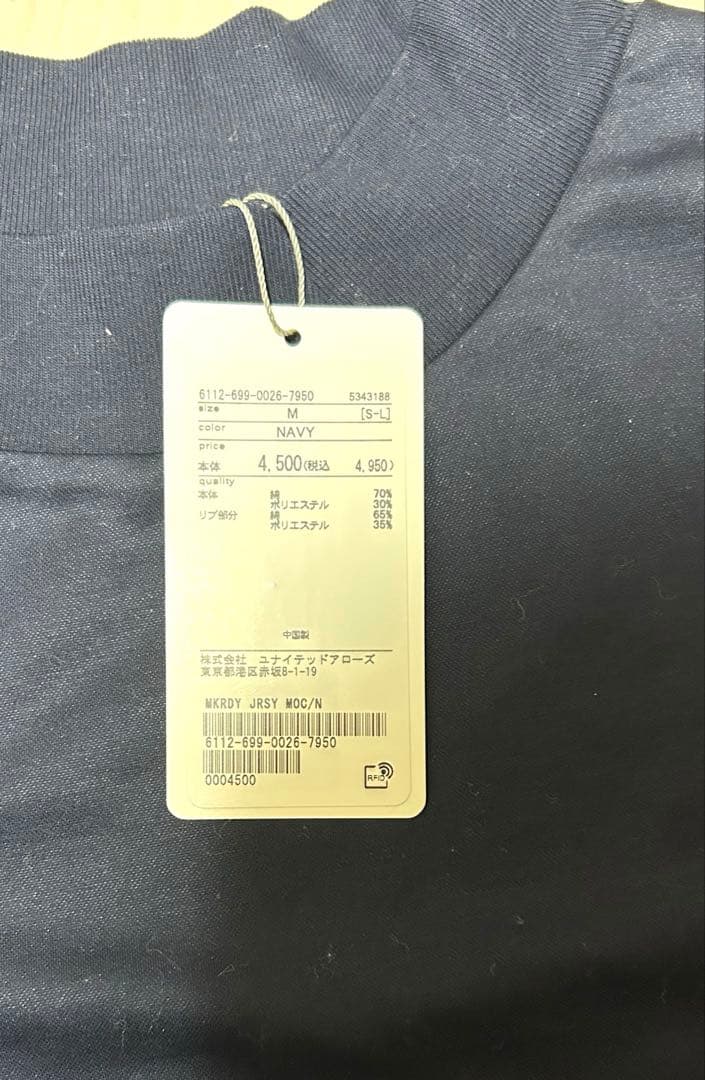 6112-699-0026-7950 5343188
size M [S-L]
color NAVY
price
本体 4,500(税込 4,950)
quality
本体 綿 70%
ポリエステル 30%
リブ部分 綿 65%
ポリエステル 35%
中国製
株式会社 ユナイテッドアローズ
東京都港区赤坂8-1-19
MKRDY JRSY MOC/N
6112-699-0026-7950
0004500
RFID